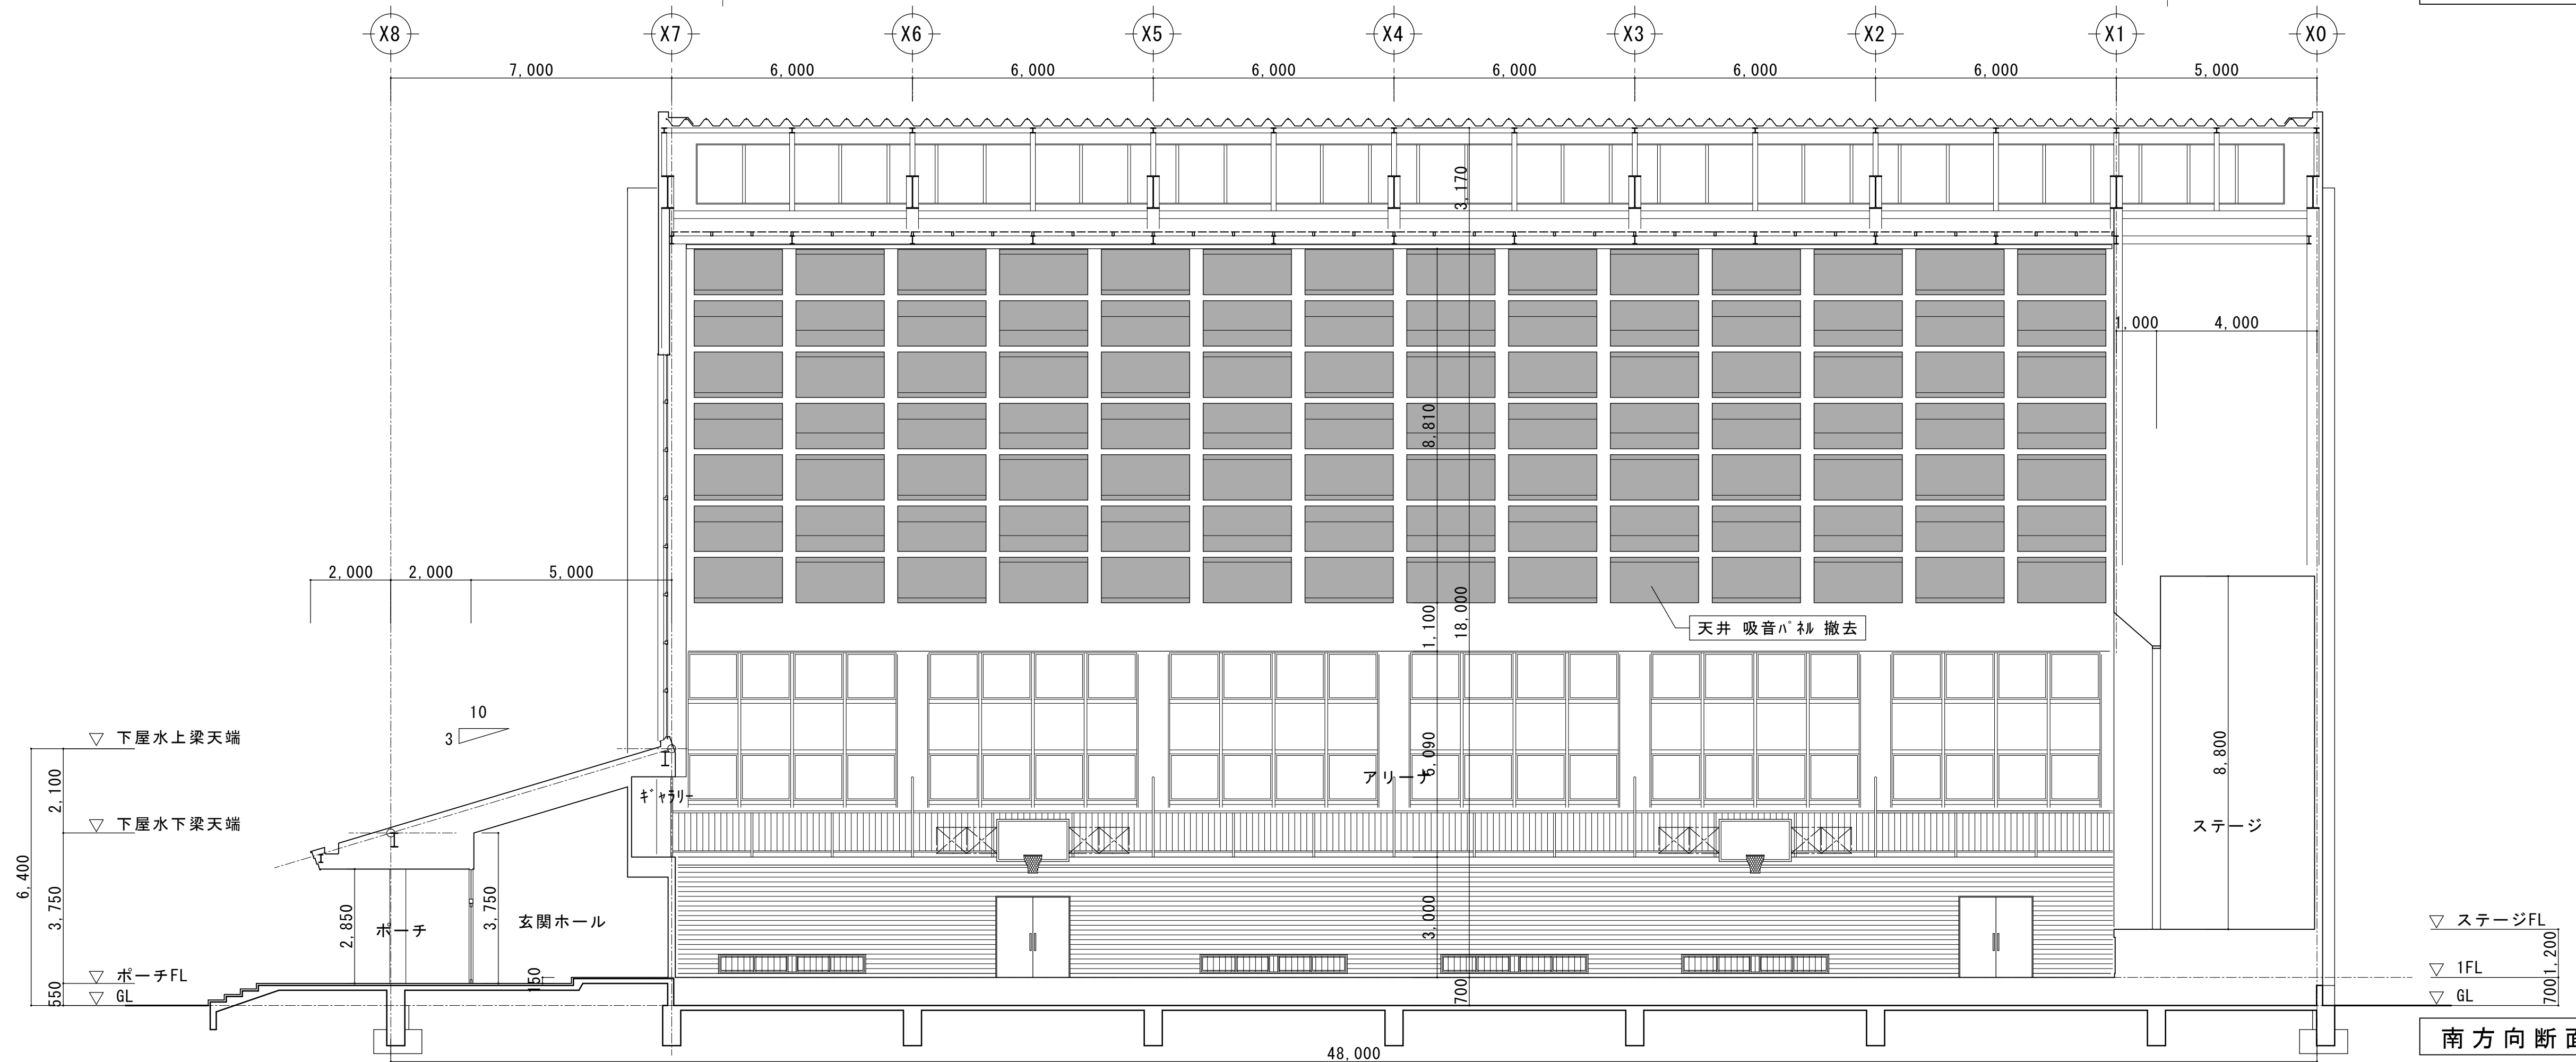 X8 X7 X6 X5 X4 X3 X2 X1 X0
7,000 6,000 6,000 6,000 6,000 6,000 6,000 5,000
3,170
1,000 4,000
8,810
2,000 2,000 5,000
1,100
18,000
天井 吸音ﾊﾟﾈﾙ 撤去
10
3
▽ 下屋水上梁天端
2,100
8,800
アリーナ
ｷﾞｬﾗﾘｰ
▽ 下屋水下梁天端
ステージ
6,400
3,750
2,850
ポーチ
3,750
玄関ホール
3,000
▽ ステージFL
1,200
▽ ポーチFL
150
▽ 1FL
550
▽ GL
700
700
▽ GL
南方向断
48,000